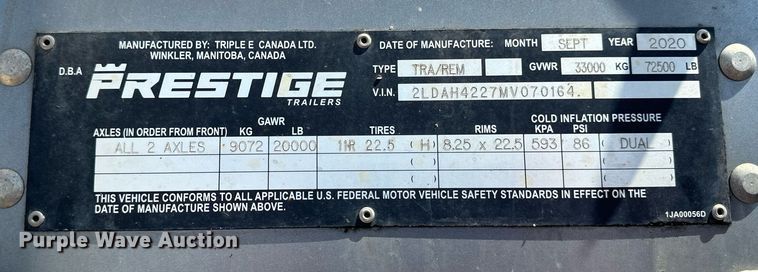 MANUFACTURED BY: TRIPLE E CANADA LTD.
WINKLER, MANITOBA, CANADA
DATE OF MANUFACTURE: MONTH SEPT YEAR 2020
D.B.A PRESTIGE
TRAILERS
TYPE TRA/REM GVWR 33000 KG 72500 LB
V.I.N. 2LDAH4227MV070164.
GAWR
COLD INFLATION PRESSURE
AXLES (IN ORDER FROM FRONT) KG LB TIRES RIMS KPA PSI
ALL 2 AXLES 9072 20000 11R 22.5 (H) 8.25 x 22.5 593 86 (DUAL)
THIS VEHICLE CONFORMS TO ALL APPLICABLE U.S. FEDERAL MOTOR VEHICLE SAFETY STANDARDS IN EFFECT ON THE
DATE OF MANUFACTURE SHOWN ABOVE.
1JA00056D
Purple Wave Auction